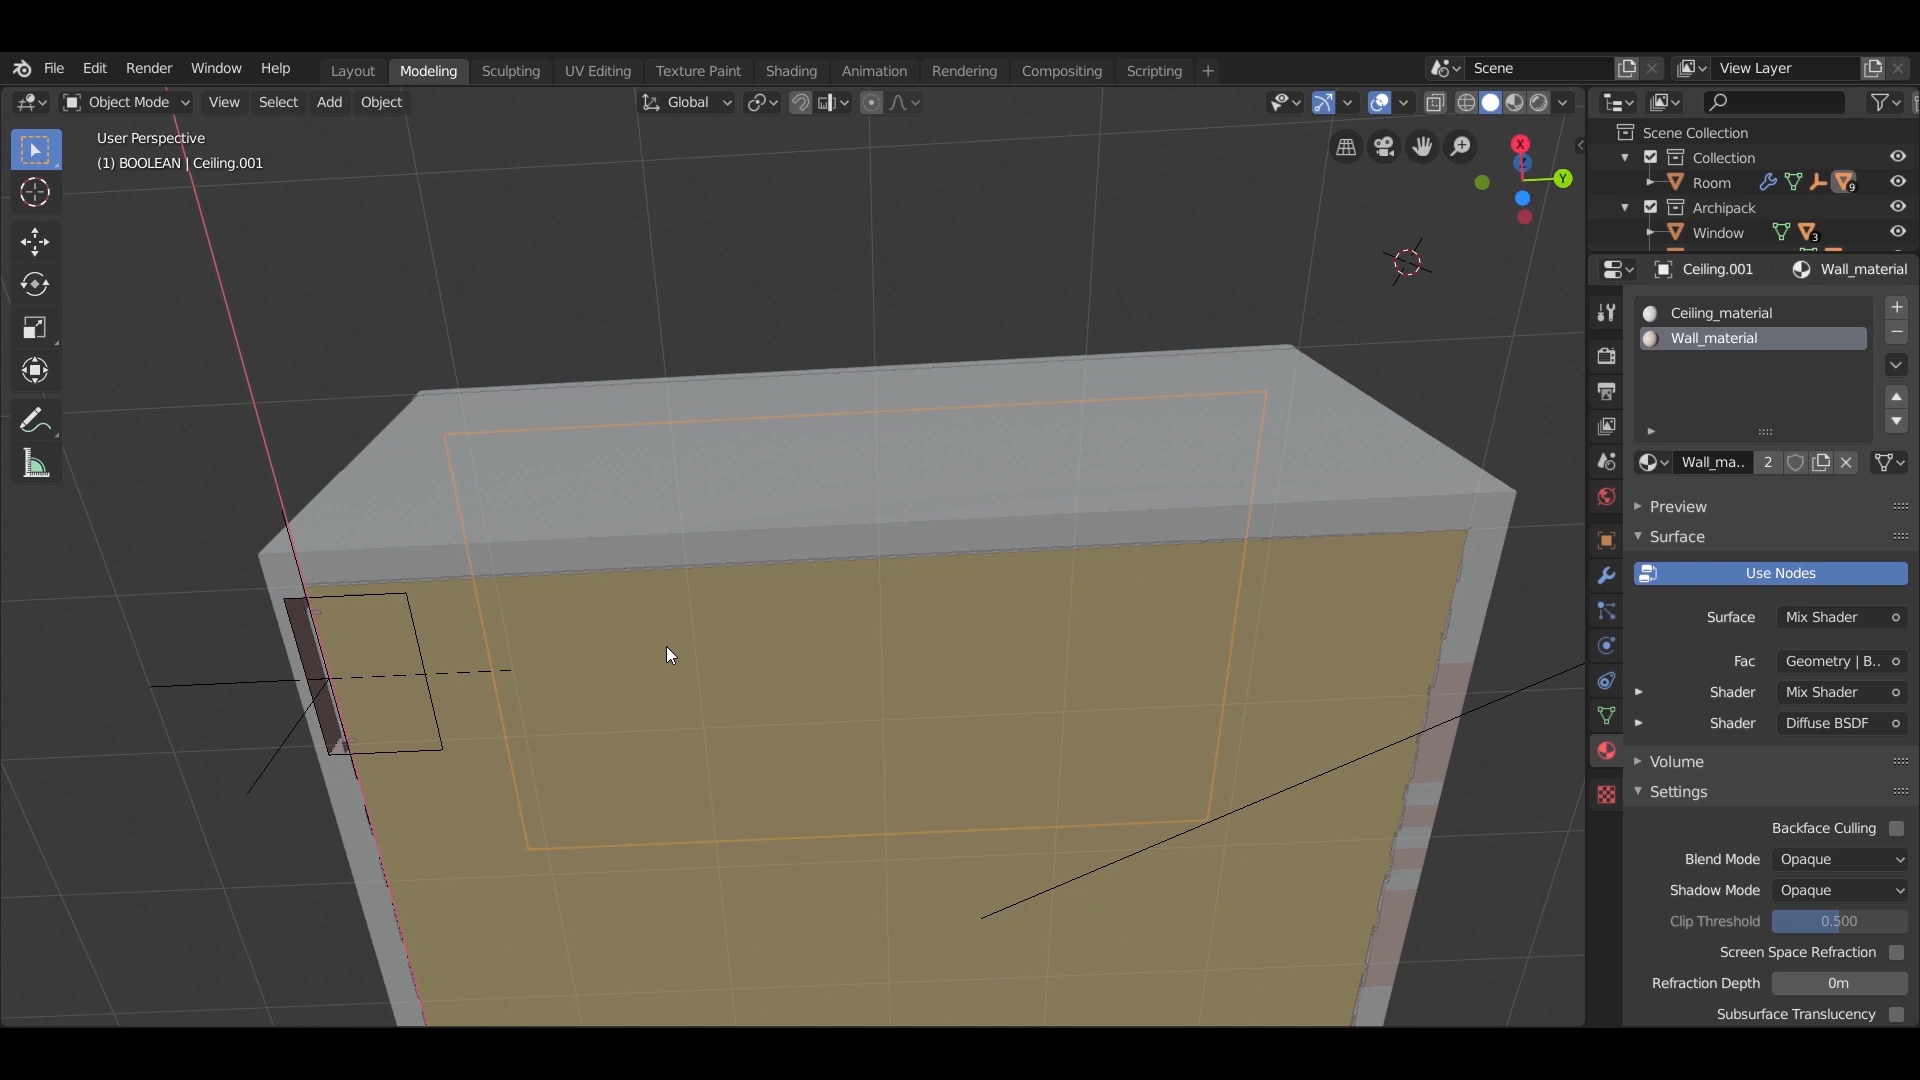 File Edit Render Window Help
Layout Modeling Sculpting UV Editing Texture Paint Shading Animation Rendering Compositing Scripting +
Scene
View Layer
Object Mode View Select Add Object
Global
User Perspective
(1) BOOLEAN | Ceiling.001
X
Y
Z
Scene Collection
Collection
Room 9
Archipack
Window 3
Ceiling.001 Wall_material
Ceiling_material
Wall_material
Wall_ma.. 2
Preview
Surface
Use Nodes
Surface Mix Shader
Fac Geometry | B..
Shader Mix Shader
Shader Diffuse BSDF
Volume
Settings
Backface Culling
Blend Mode Opaque
Shadow Mode Opaque
Clip Threshold 0.500
Screen Space Refraction
Refraction Depth 0m
Subsurface Translucency